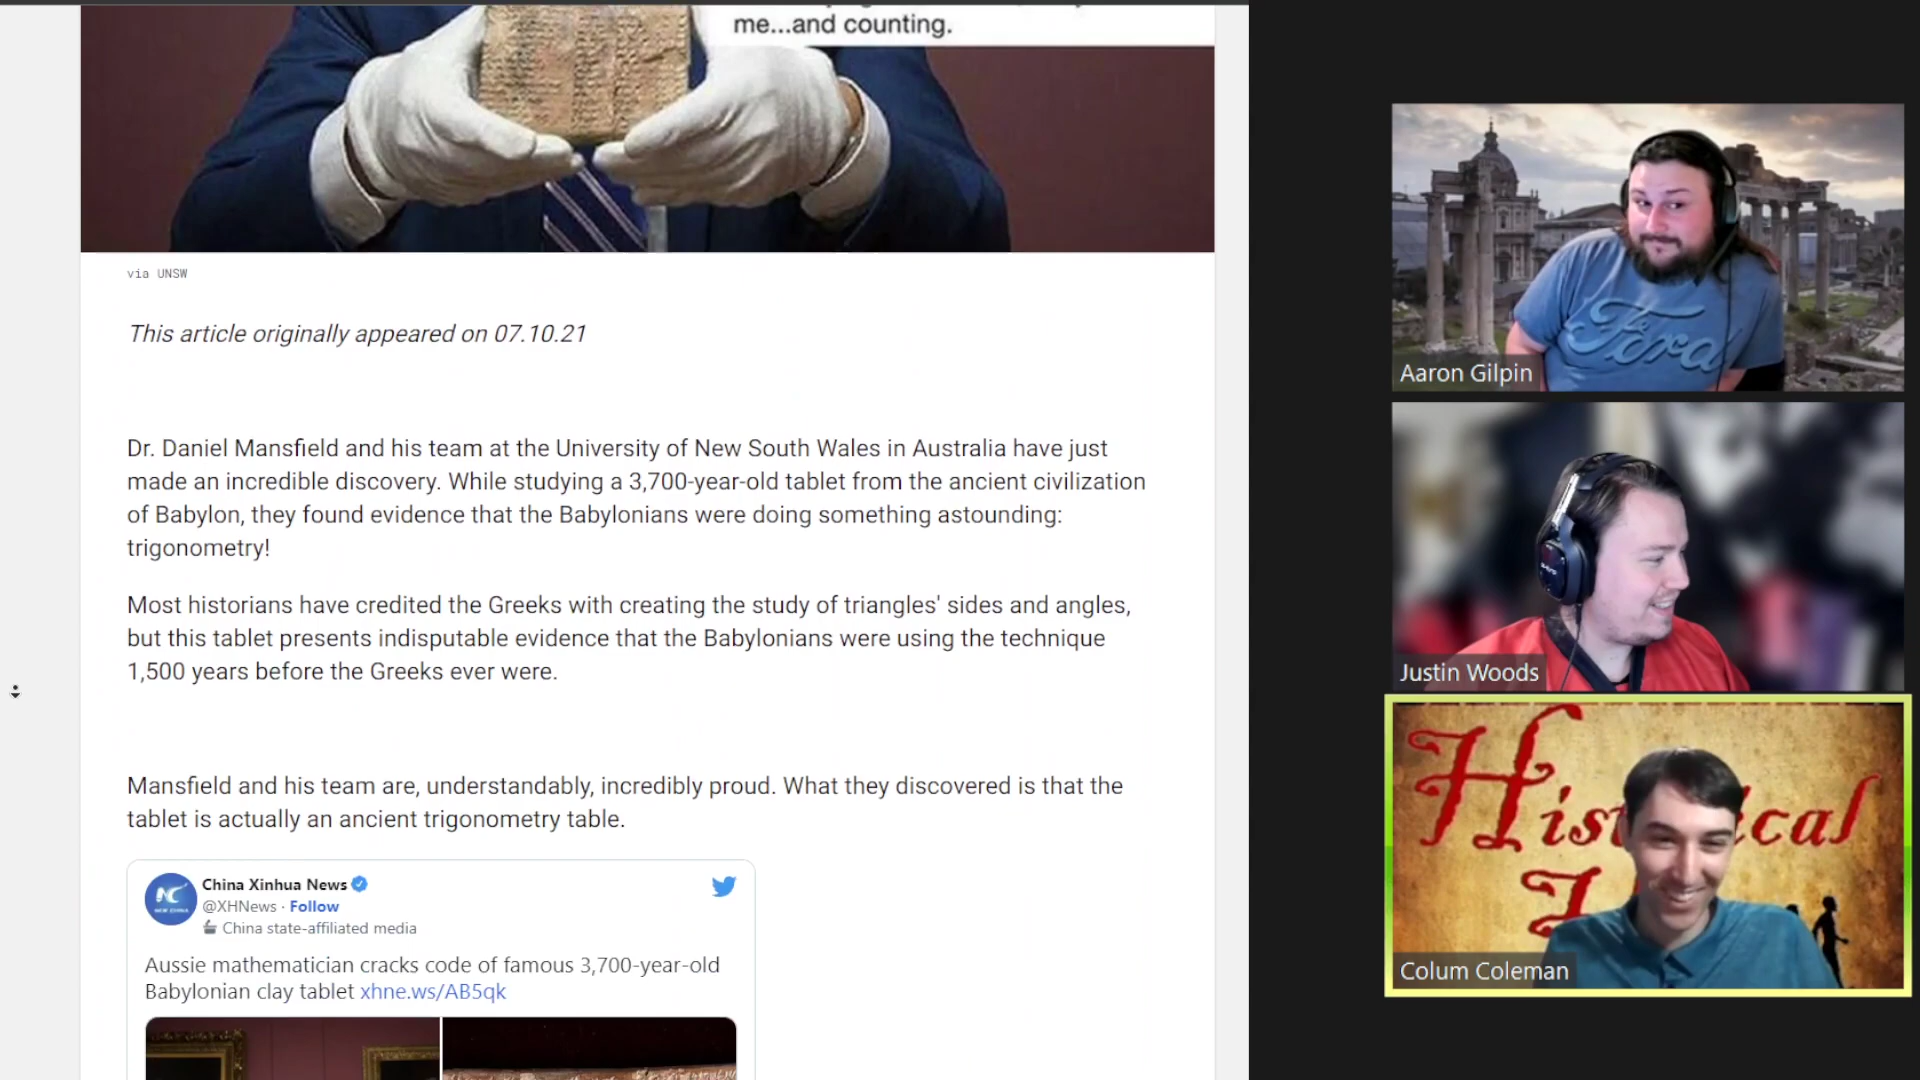 me...and counting.
via UNSW
This article originally appeared on 07.10.21
Dr. Daniel Mansfield and his team at the University of New South Wales in Australia have just
made an incredible discovery. While studying a 3,700-year-old tablet from the ancient civilization
of Babylon, they found evidence that the Babylonians were doing something astounding:
trigonometry!
Most historians have credited the Greeks with creating the study of triangles' sides and angles,
but this tablet presents indisputable evidence that the Babylonians were using the technique
1,500 years before the Greeks ever were.
Mansfield and his team are, understandably, incredibly proud. What they discovered is that the
tablet is actually an ancient trigonometry table.
China Xinhua News
@XHNews · Follow
China state-affiliated media
Aussie mathematician cracks code of famous 3,700-year-old
Babylonian clay tablet xhne.ws/AB5qk
Ford
Aaron Gilpin
Justin Woods
Colum Coleman